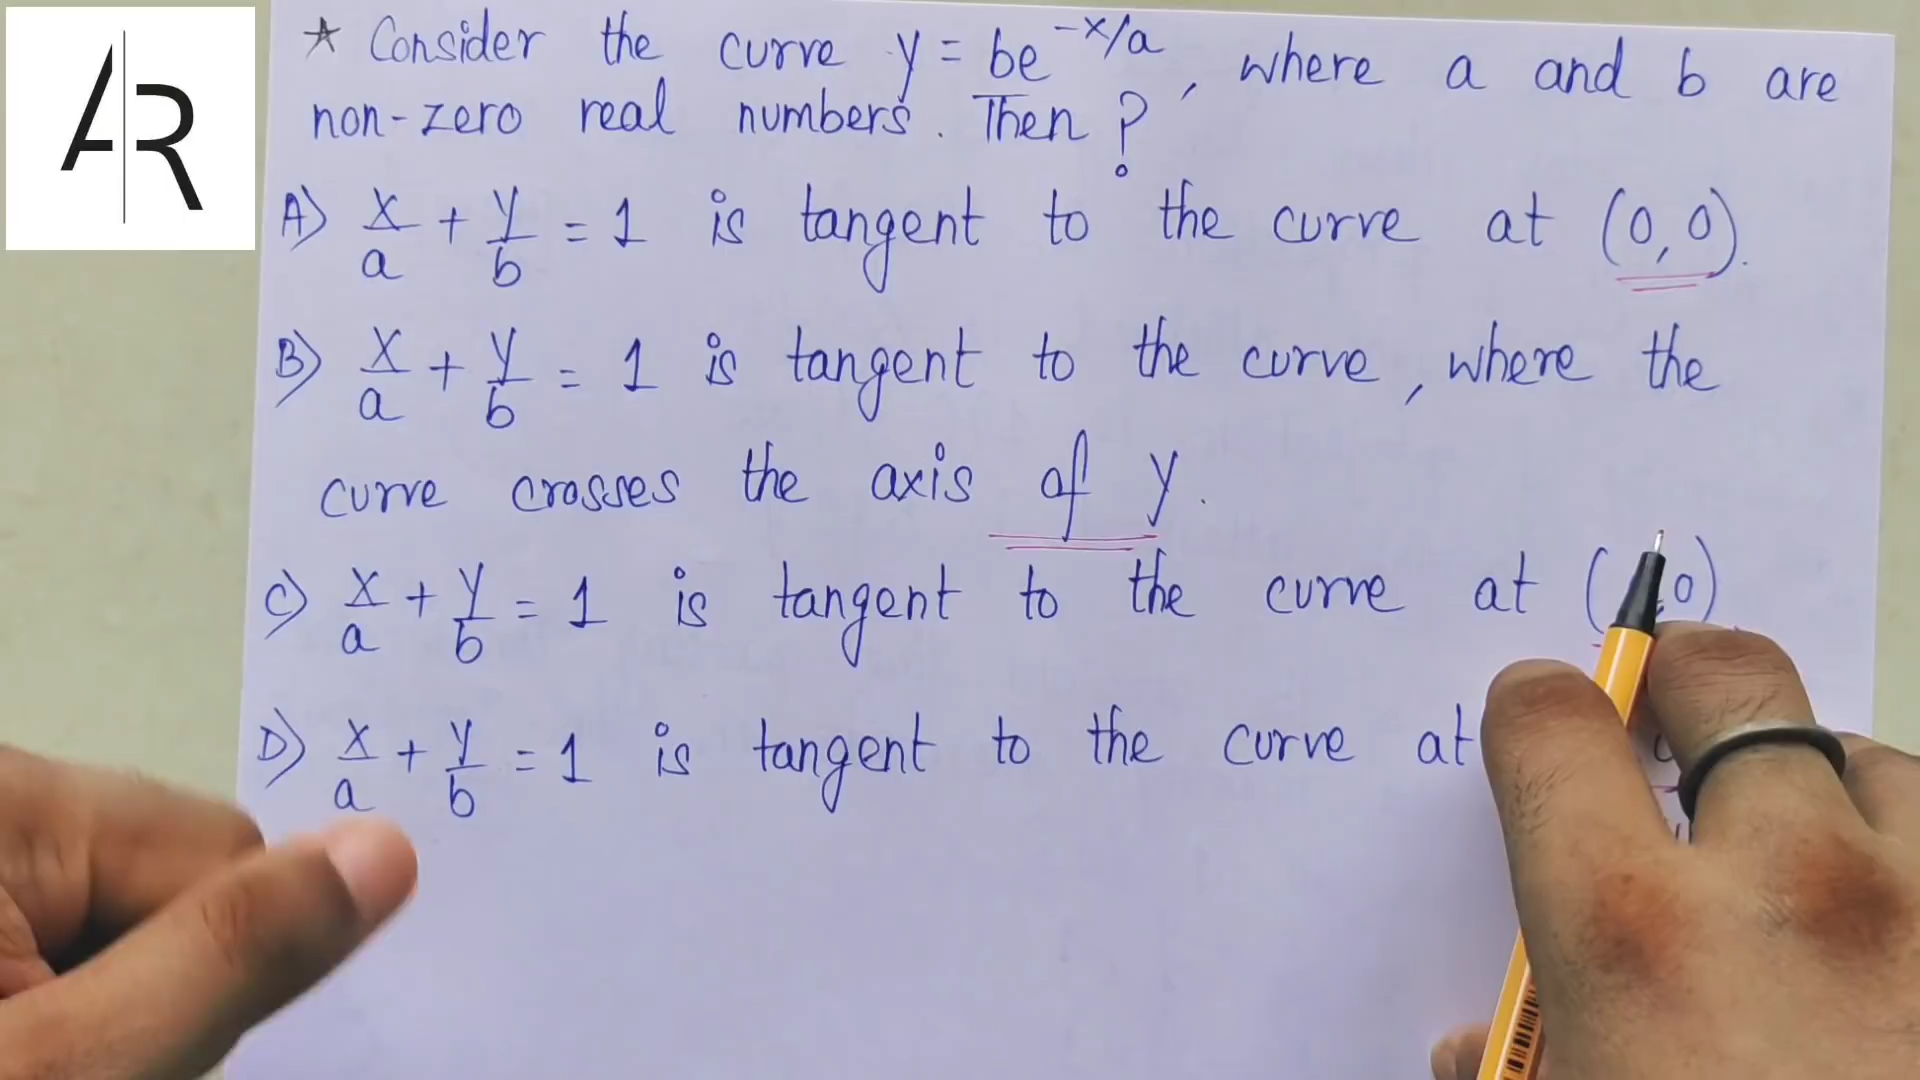 AR
★ Consider the curve y = be^{-x/a}, where a and b are
non-zero real numbers. Then ?
A) x/a + y/b = 1 is tangent to the curve at (0,0).
B) x/a + y/b = 1 is tangent to the curve, where the
curve crosses the axis of y.
C) x/a + y/b = 1 is tangent to the curve at ( ,0)
D) x/a + y/b = 1 is tangent to the curve at